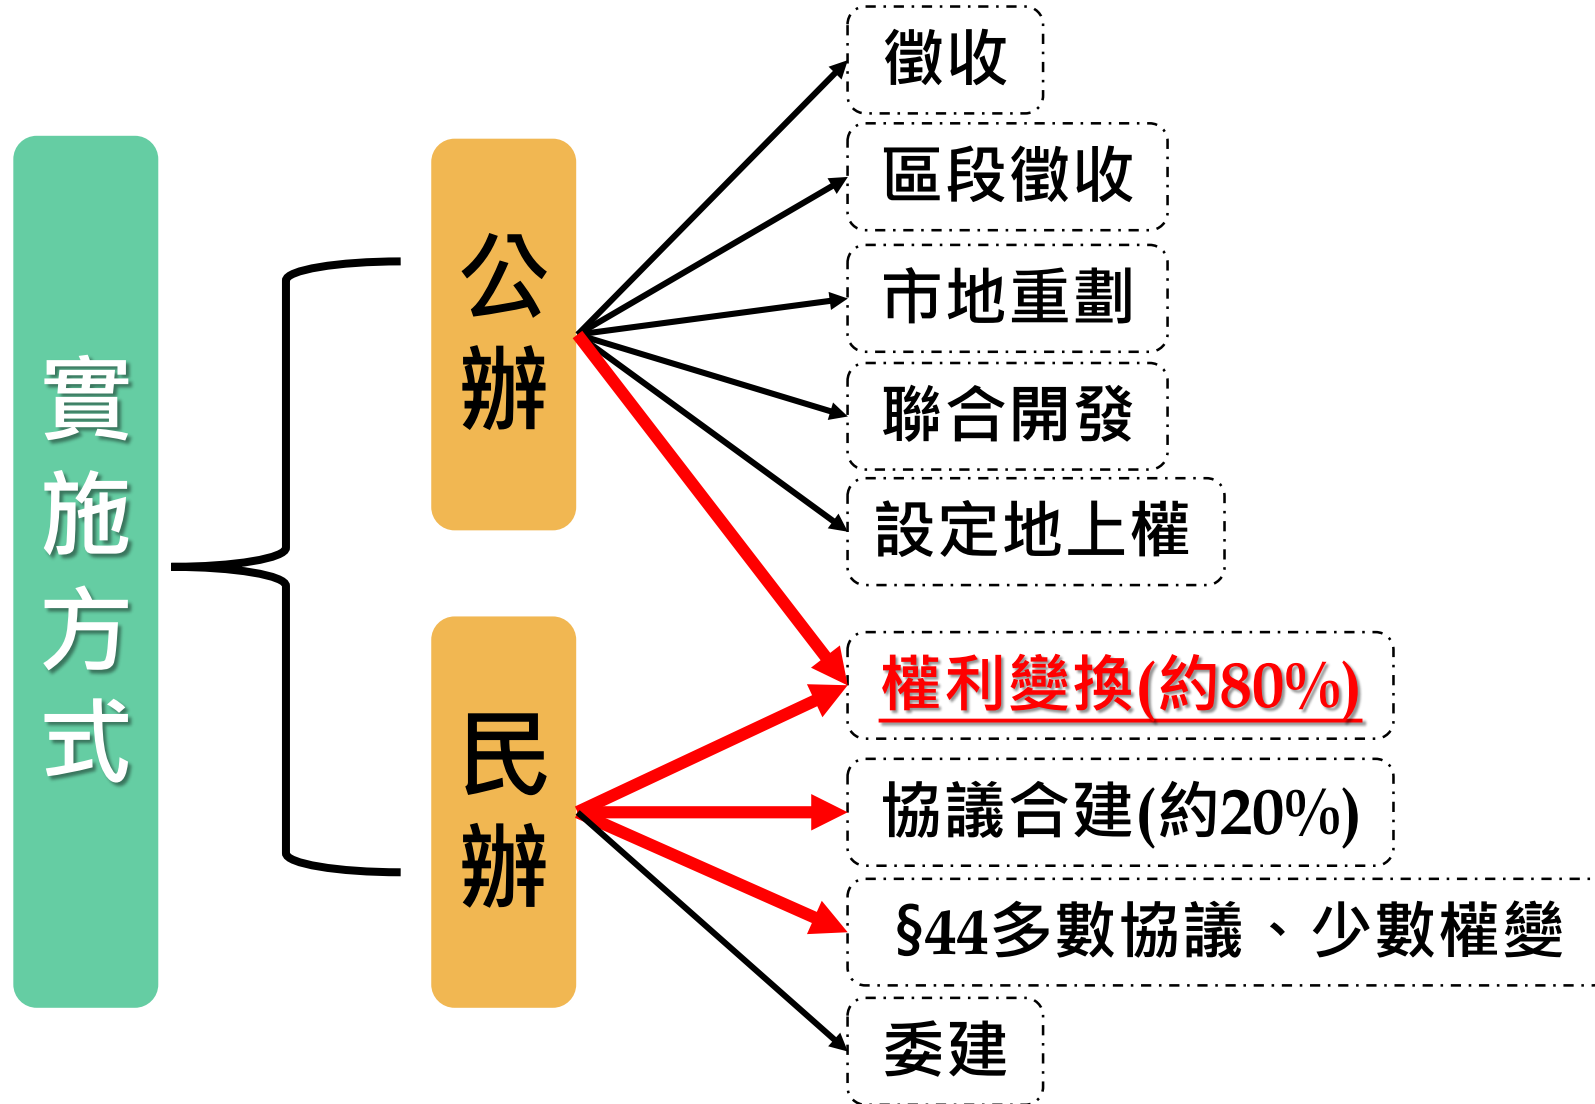 實施方式
公辦
徵收
區段徵收
市地重劃
聯合開發
設定地上權
民辦
權利變換(約80%)
協議合建(約20%)
§44多數協議、少數權變
委建